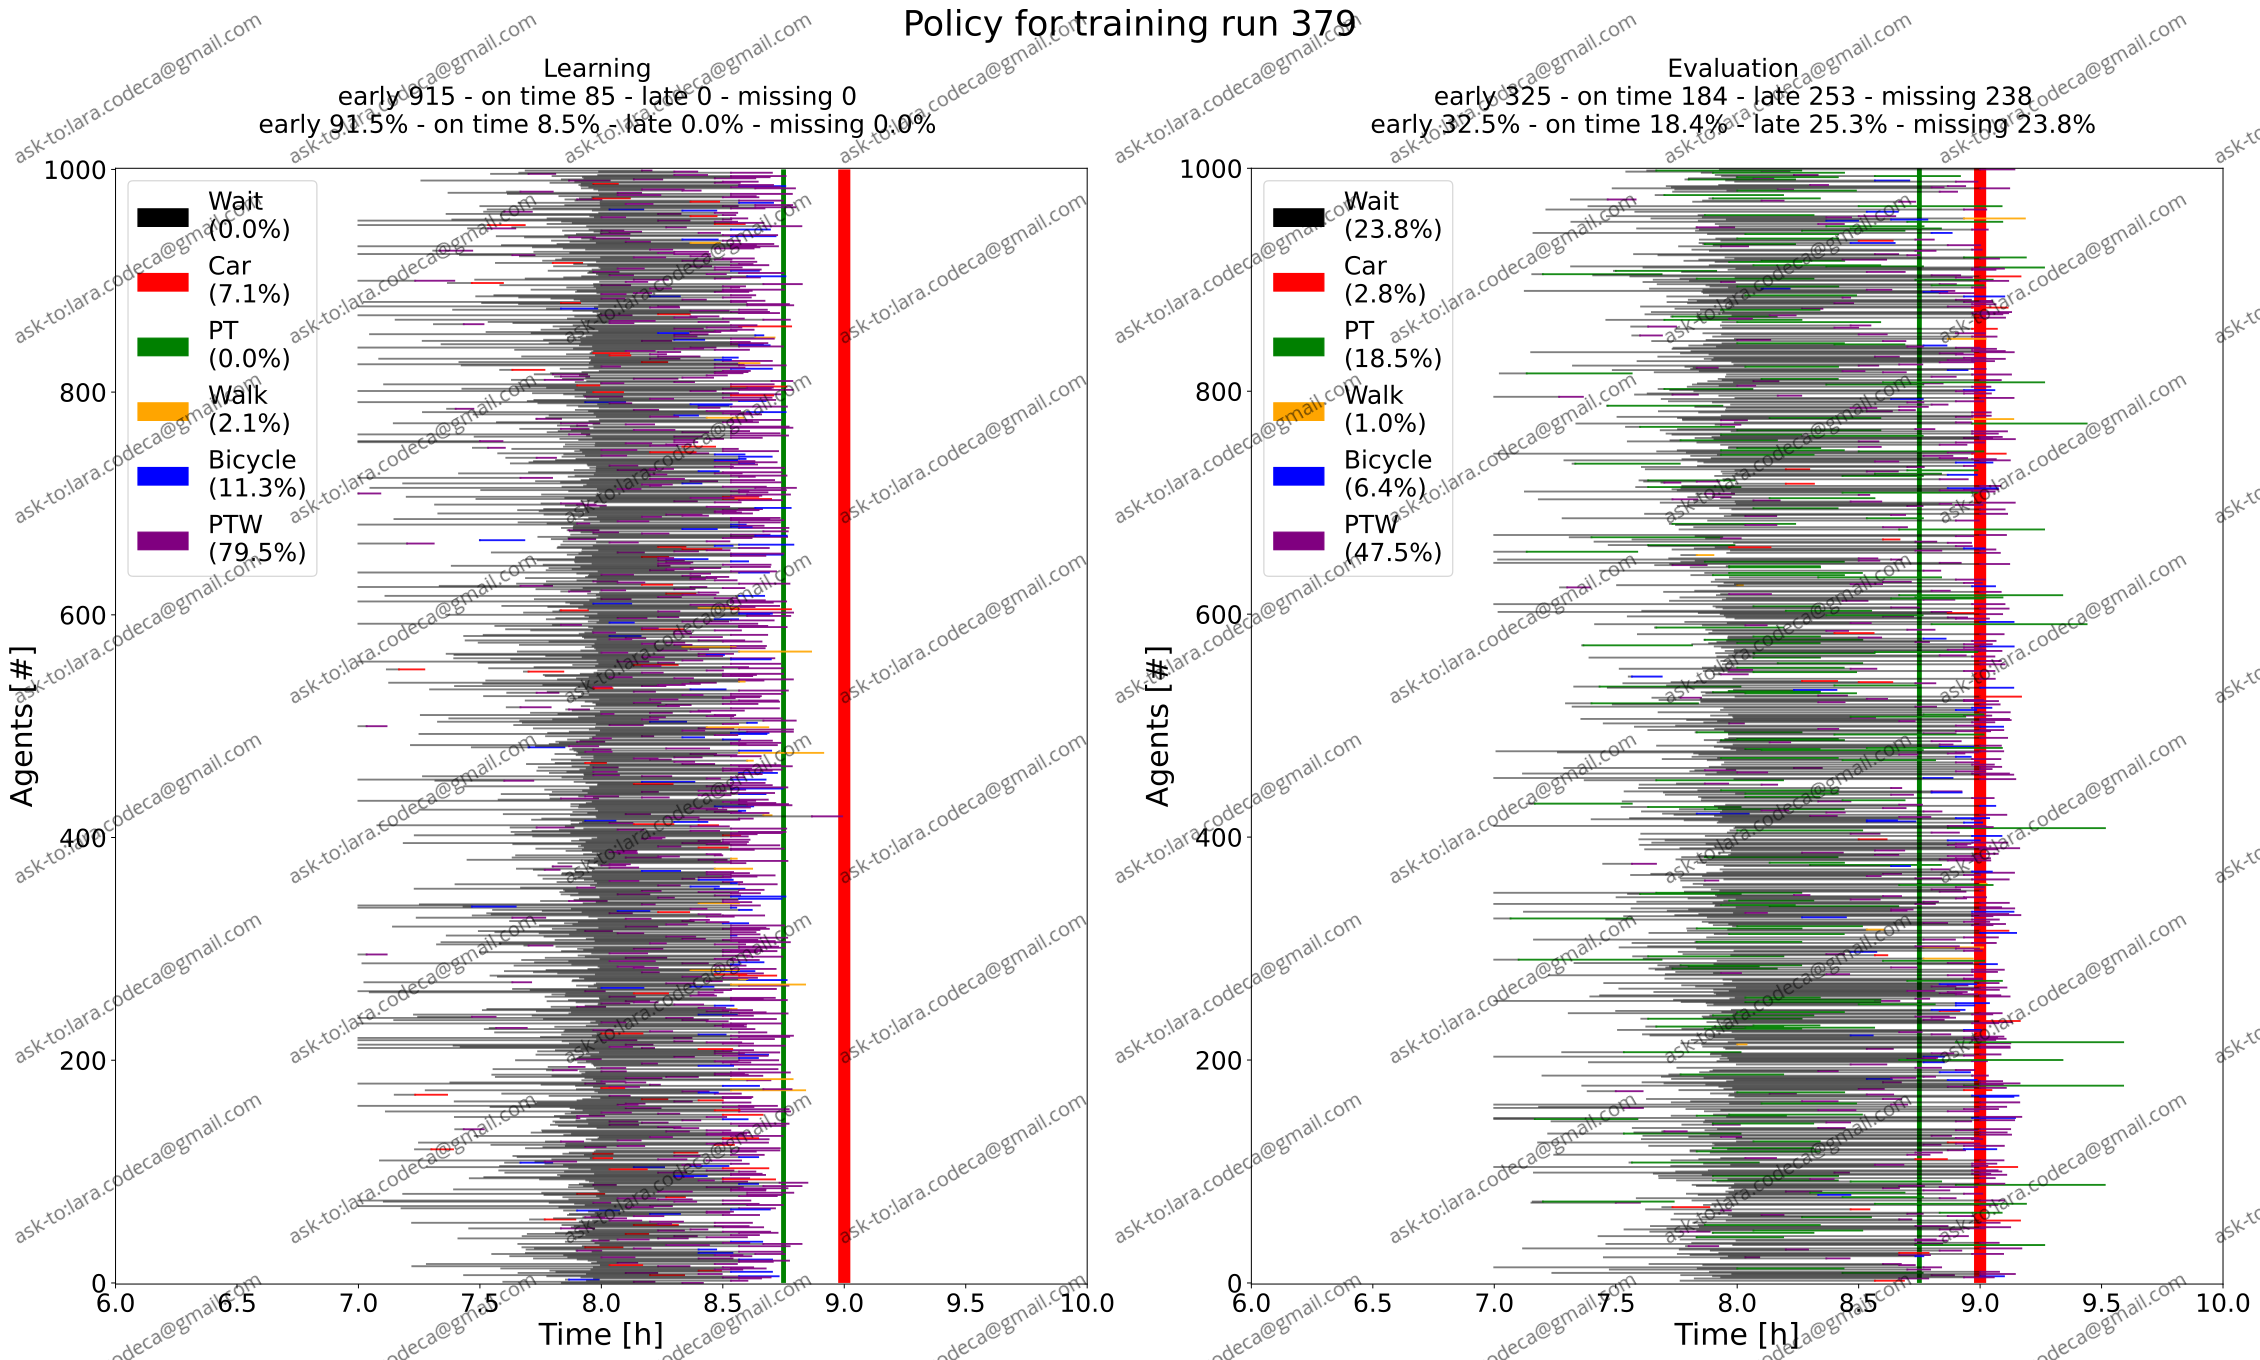 Policy for training run 379
Learning
early 915 - on time 85 - late 0 - missing 0
early 91.5% - on time 8.5% - late 0.0% - missing 0.0%
Wait
(0.0%)
Car
(7.1%)
PT
(0.0%)
Walk
(2.1%)
Bicycle
(11.3%)
PTW
(79.5%)
1000
800
600
400
200
0
Agents [#]
6.0 6.5 7.0 7.5 8.0 8.5 9.0 9.5 10.0
Time [h]
Evaluation
early 325 - on time 184 - late 253 - missing 238
early 32.5% - on time 18.4% - late 25.3% - missing 23.8%
Wait
(23.8%)
Car
(2.8%)
PT
(18.5%)
Walk
(1.0%)
Bicycle
(6.4%)
PTW
(47.5%)
1000
800
600
400
200
0
Agents [#]
6.0 6.5 7.0 7.5 8.0 8.5 9.0 9.5 10.0
Time [h]
ask-to:lara.codeca@gmail.com